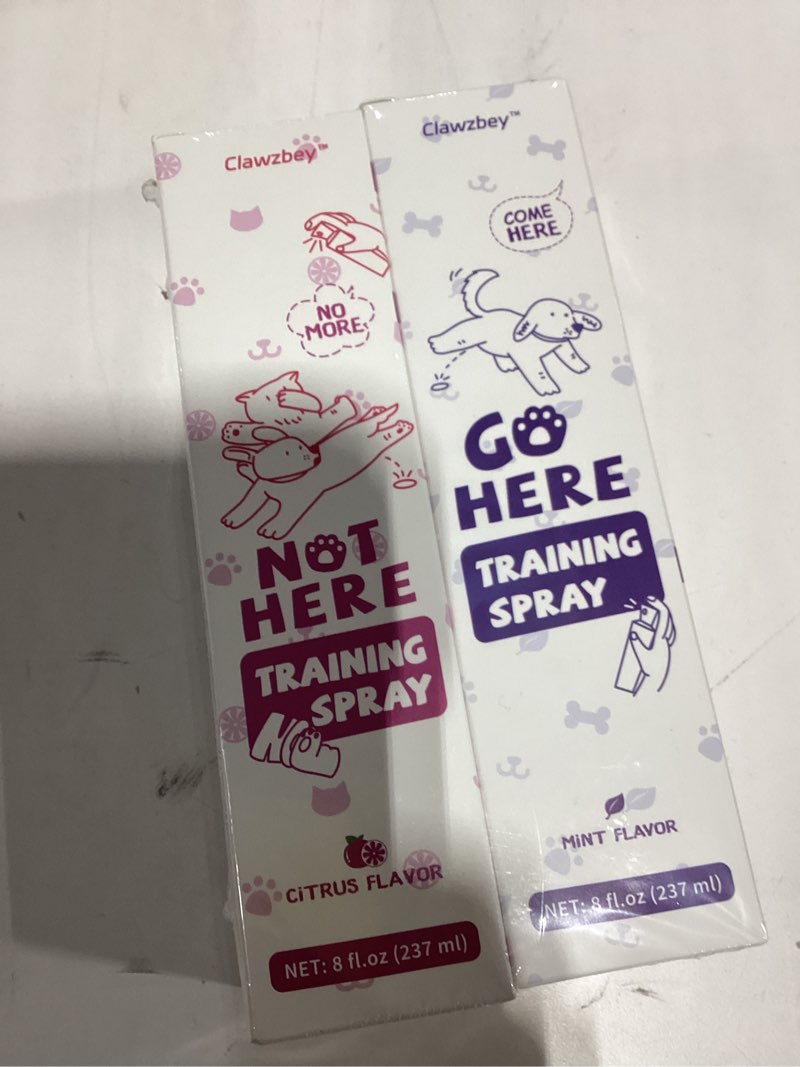 Clawzbey™
NO
MORE
NOT
HERE
TRAINING
SPRAY
NO!
CiTRUS FLAVOR
NET: 8 fl.oz (237 ml)
Clawzbey™
COME
HERE
GO
HERE
TRAINING
SPRAY
MiNT FLAVOR
NET: 8 fl.oz (237 ml)